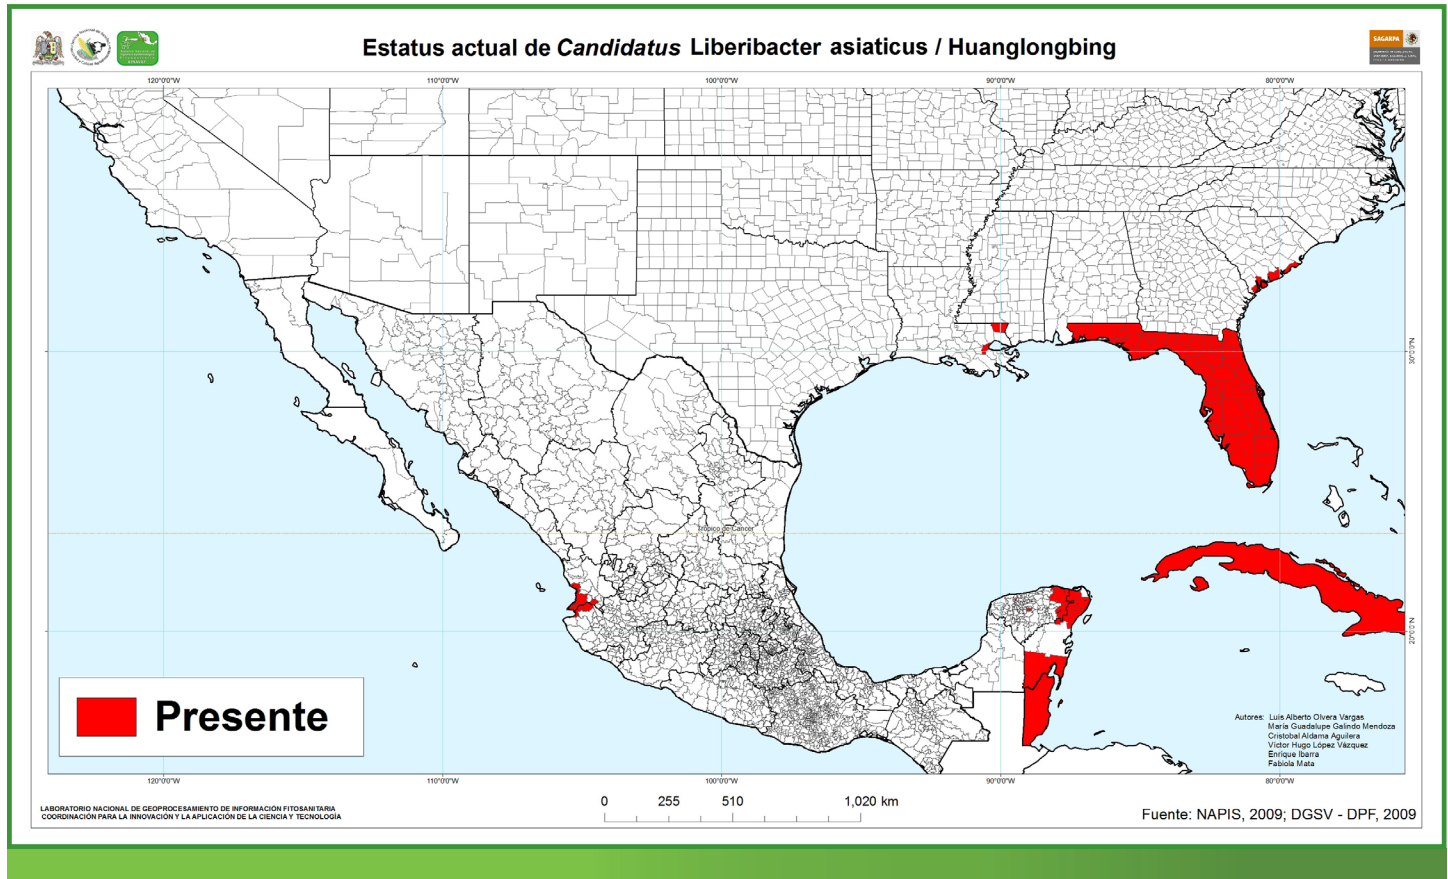 Estatus actual de Candidatus Liberibacter asiaticus / Huanglongbing
SAGARPA
120°0'0"W
110°0'0"W
100°0'0"W
90°0'0"W
80°0'0"W
30°0'0"N
Trópico de Cancer
20°0'0"N
Presente
Autores: Luis Alberto Olvera Vargas
María Guadalupe Galindo Mendoza
Cristobal Aldama Aguilera
Víctor Hugo López Vázquez
Enrique Ibarra
Fabiola Mata
120°0'0"W
110°0'0"W
100°0'0"W
90°0'0"W
80°0'0"W
LABORATORIO NACIONAL DE GEOPROCESAMIENTO DE INFORMACIÓN FITOSANITARIA
COORDINACIÓN PARA LA INNOVACIÓN Y LA APLICACIÓN DE LA CIENCIA Y TECNOLOGÍA
0 255 510 1,020 km
Fuente: NAPIS, 2009; DGSV - DPF, 2009